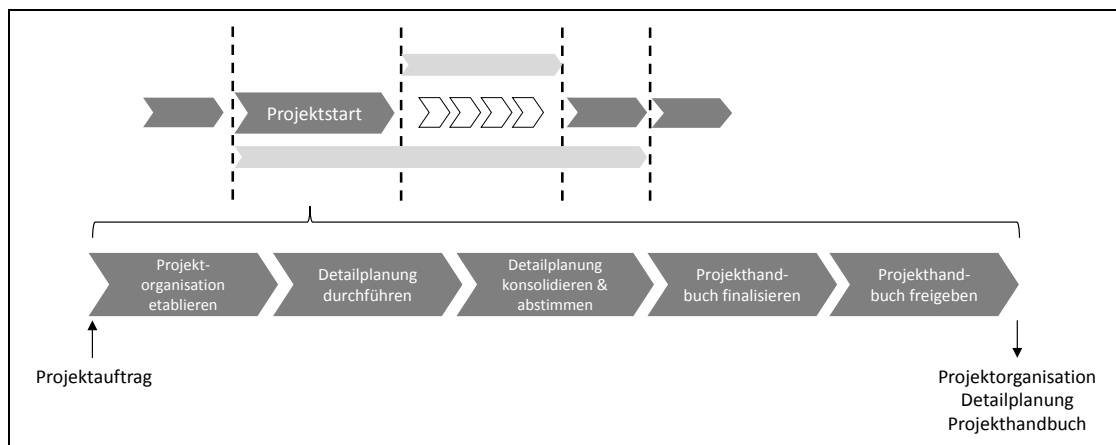 Projektstart
Projekt-
organisation
etablieren
Detailplanung
durchführen
Detailplanung
konsolidieren &
abstimmen
Projekthand-
buch finalisieren
Projekthand-
buch freigeben
Projektauftrag
Projektorganisation
Detailplanung
Projekthandbuch